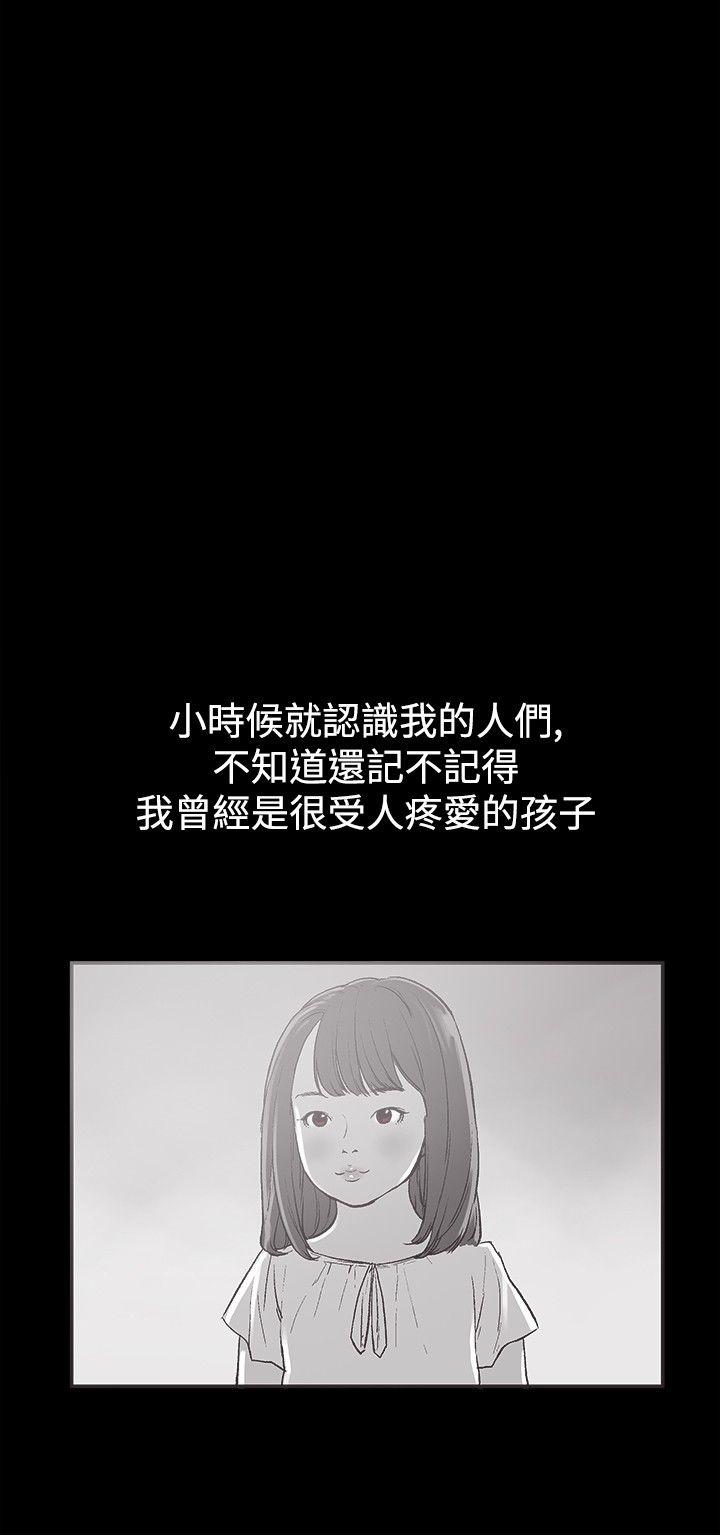 小時候就認識我的人們,
不知道還記不記得
我曾經是很受人疼愛的孩子